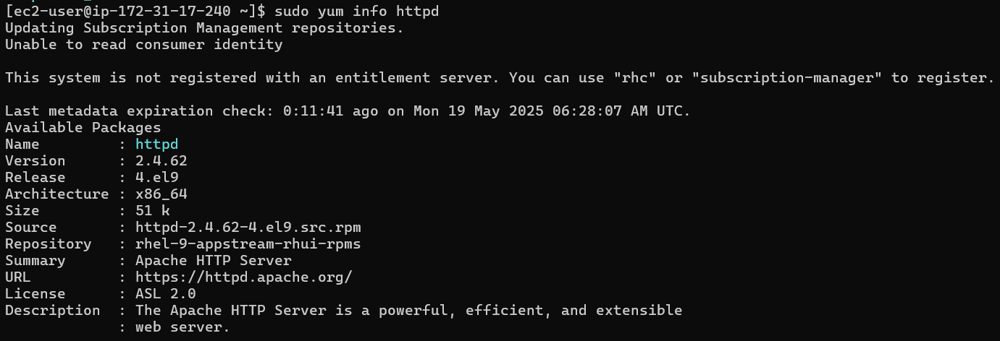 [ec2-user@ip-172-31-17-240 ~]$ sudo yum info httpd
Updating Subscription Management repositories.
Unable to read consumer identity
This system is not registered with an entitlement server. You can use "rhc" or "subscription-manager" to register.
Last metadata expiration check: 0:11:41 ago on Mon 19 May 2025 06:28:07 AM UTC.
Available Packages
Name         : httpd
Version      : 2.4.62
Release      : 4.el9
Architecture : x86_64
Size         : 51 k
Source       : httpd-2.4.62-4.el9.src.rpm
Repository   : rhel-9-appstream-rhui-rpms
Summary      : Apache HTTP Server
URL          : https://httpd.apache.org/
License      : ASL 2.0
Description  : The Apache HTTP Server is a powerful, efficient, and extensible
             : web server.